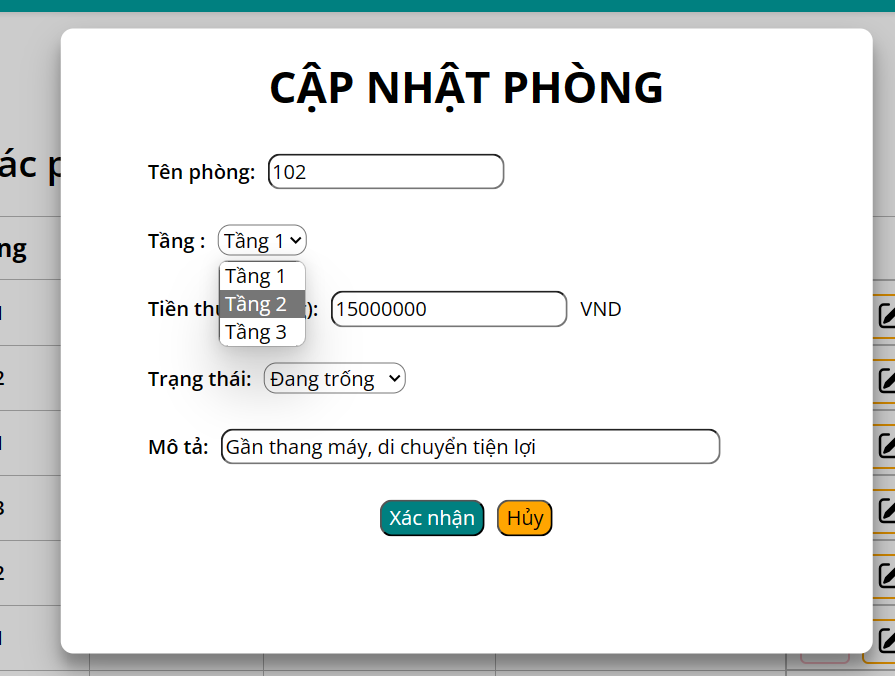 CẬP NHẬT PHÒNG
ác p
ng
Tên phòng: 102
Tầng : Tầng 1
Tầng 1
Tầng 2
Tầng 3
Tiền thu ): 15000000 VND
Trạng thái: Đang trống
Mô tả: Gần thang máy, di chuyển tiện lợi
Xác nhận Hủy